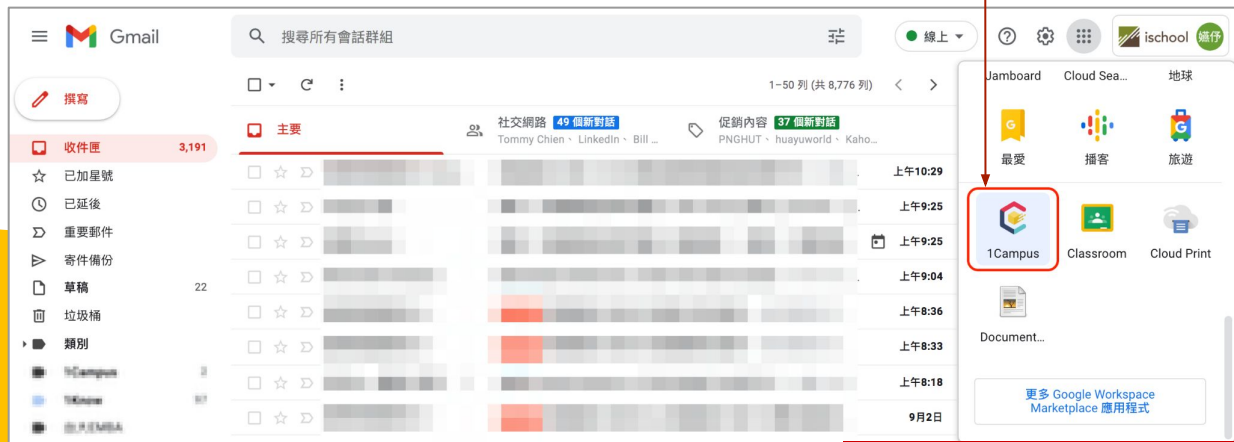 Gmail
搜尋所有會話群組
線上
ischool
嬿伃
撰寫
1-50 列 (共 8,776 列)
主要
社交網路 49 個新對話
Tommy Chien、 LinkedIn、 Bill ...
促銷內容 37 個新對話
PNGHUT、 huayuworld、 Kaho...
收件匣 3,191
已加星號
已延後
重要郵件
寄件備份
草稿 22
垃圾桶
類別
1Campus 2
1Know
上午10:29
上午9:25
上午9:25
上午9:04
上午8:36
上午8:33
上午8:18
9月2日
Jamboard Cloud Sea... 地球
最愛 播客 旅遊
1Campus Classroom Cloud Print
Document...
更多 Google Workspace
Marketplace 應用程式